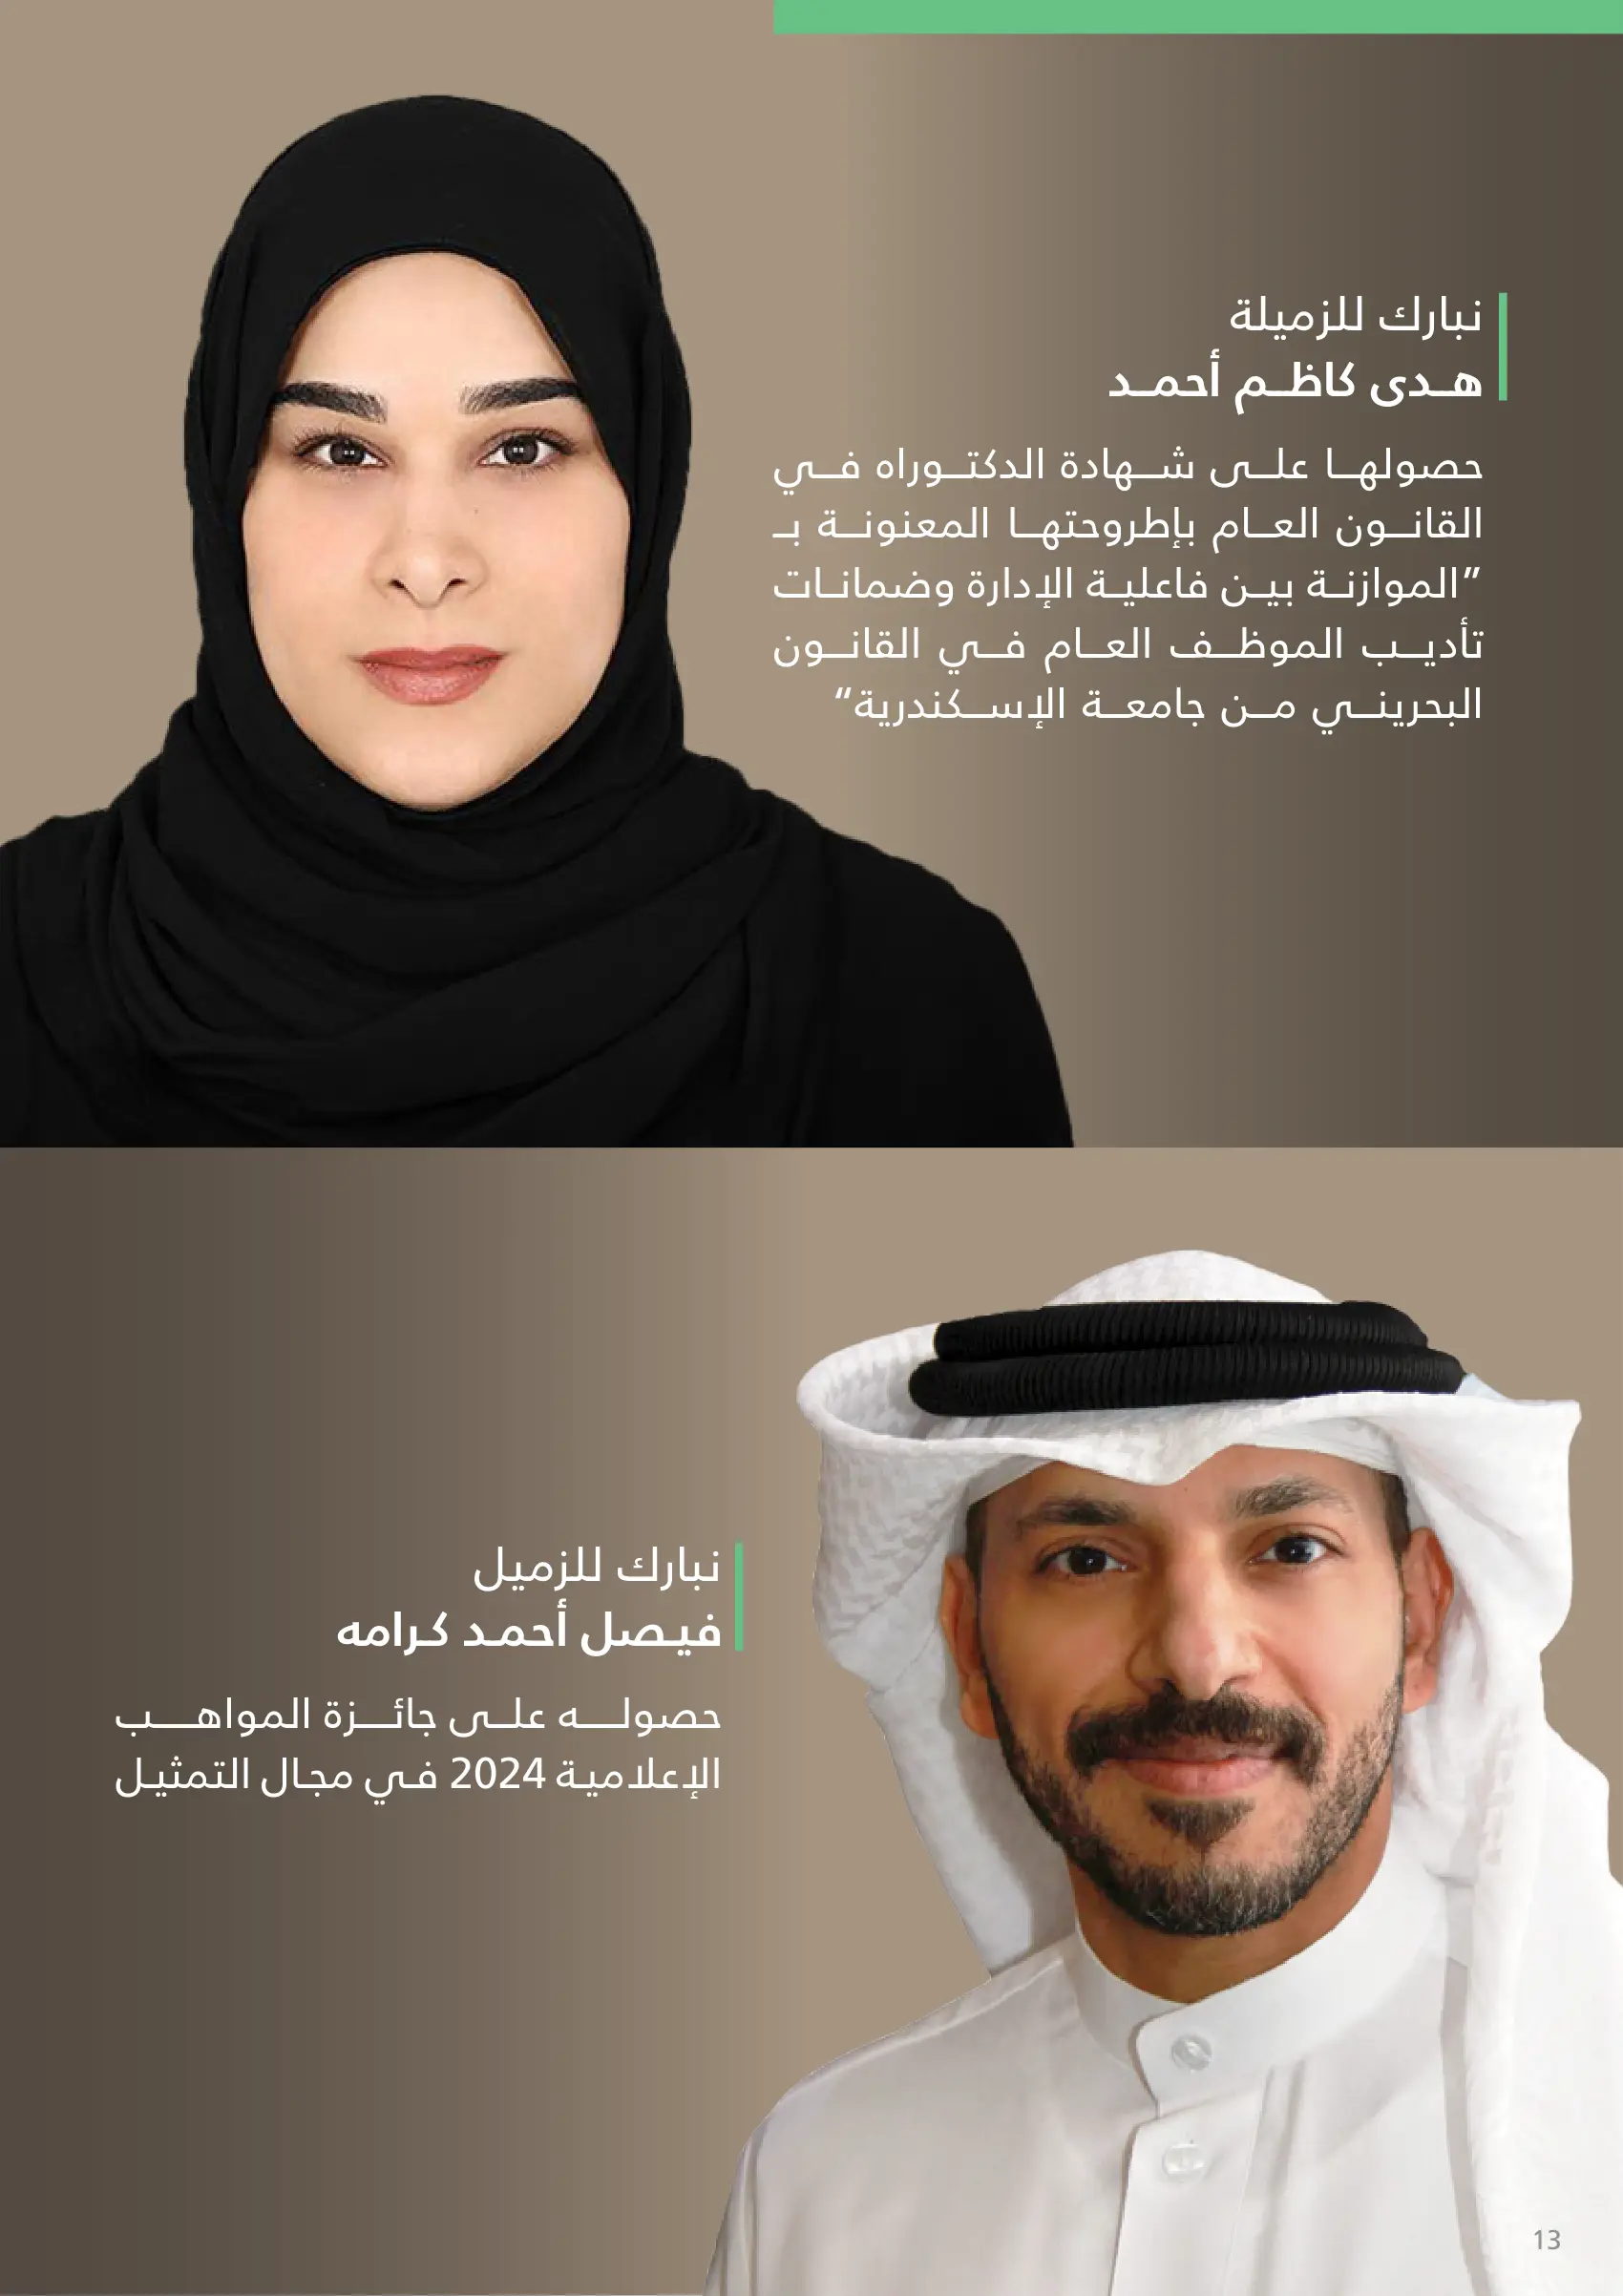 نبارك للزميلة
هدى كاظم أحمد
حصولها على شهادة الدكتوراه في
القانون العام بإطروحتها المعنونة بـ
”الموازنة بين فاعلية الإدارة وضمانات
تأديب الموظف العام في القانون
البحريني من جامعة الإسكندرية“
نبارك للزميل
فيصل أحمد كرامه
حصوله على جائزة المواهب
الإعلامية 2024 في مجال التمثيل
13